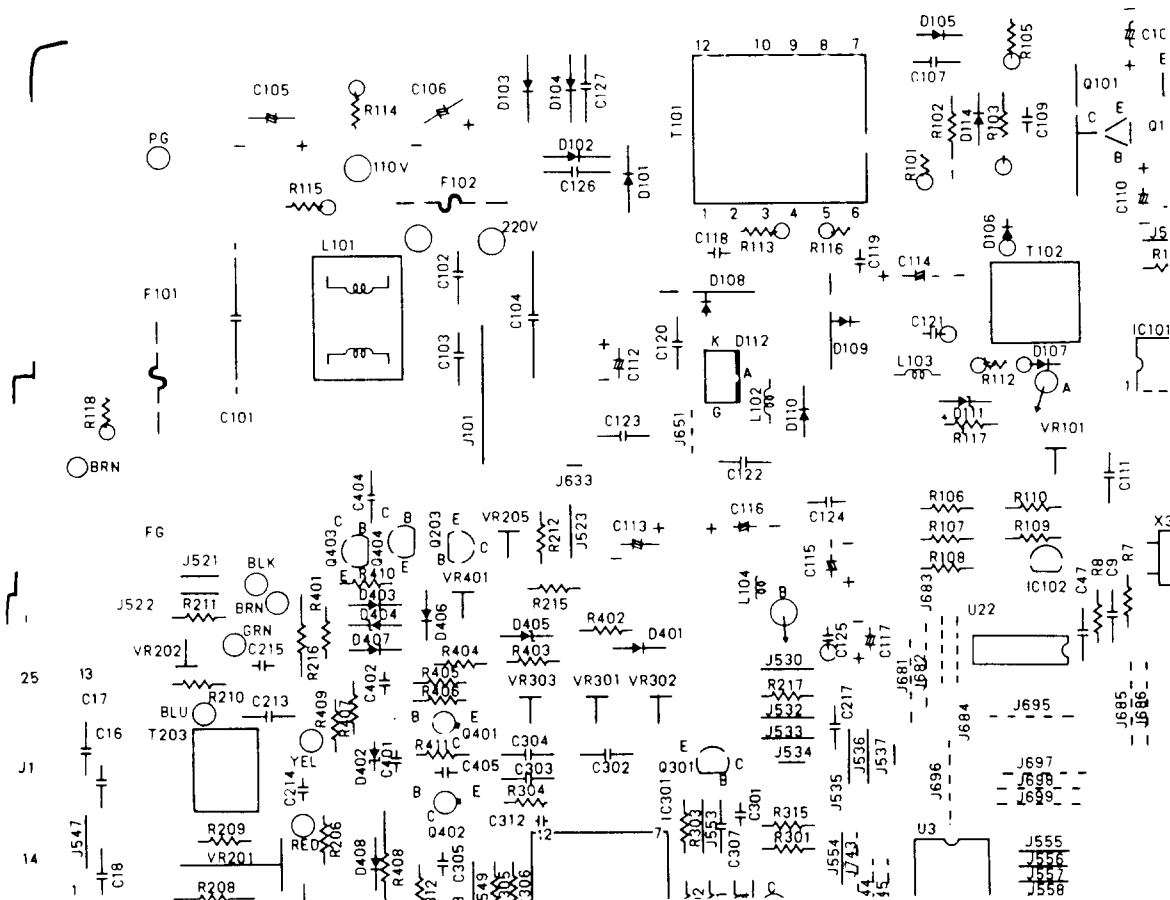 D105
R105
C10
12 10 9 8 7
C107
E
C105
R114
C106
D103
D104
C127
T101
R102
D114
R103
C109
Q101
C E
B
Q1
PG
110V
D102
C126
D101
R101
C110
R115
F102
1 2 3 4 5 6
220V
C118
R113
R116
C119
D106
J5
R1
L101
C102
C114
T102
F101
D108
C104
C121
IC101
C103
C112
C120
K D112
A
G
D109
L103
D107
R112
A
1
R118
C101
J101
L102
D110
D111
R117
VR101
C123
J651
BRN
C122
J633
C111
C404
C
B
C
B
E
VR205
R212
J523
C113
C116
C124
R106
R110
FG
Q403
Q404
Q203
C
E
B
R107
R109
X3
J521
BLK
E
R410
VR401
C115
R108
IC102
R8
C9
R7
J522
R211
BRN
R401
D403
D404
D406
R215
L104
B
J683
U22
C47
GRN
D407
D405
R402
D401
C125
C117
VR202
C215
R216
R404
R403
J530
J681
J682
25
13
C402
R405
R406
VR303
VR301
VR302
R217
C217
J685
J686
C17
R210
C213
R409
R407
BLU
B E
Q401
J532
J684
J695
C16
T203
YEL
R411
C
C304
C302
E
Q301
C
B
J533
J534
J536
J537
J1
D402
C401
C405
C303
J697
J698
J699
C214
B E
C
R304
IC301
C301
J535
J696
RED
Q402
C312
12 7
R303
J553
C307
R315
U3
J547
R209
R206
R301
J554
J743
J555
14
VR201
D408
R408
C305
J556
C18
J557
1
R208
J558